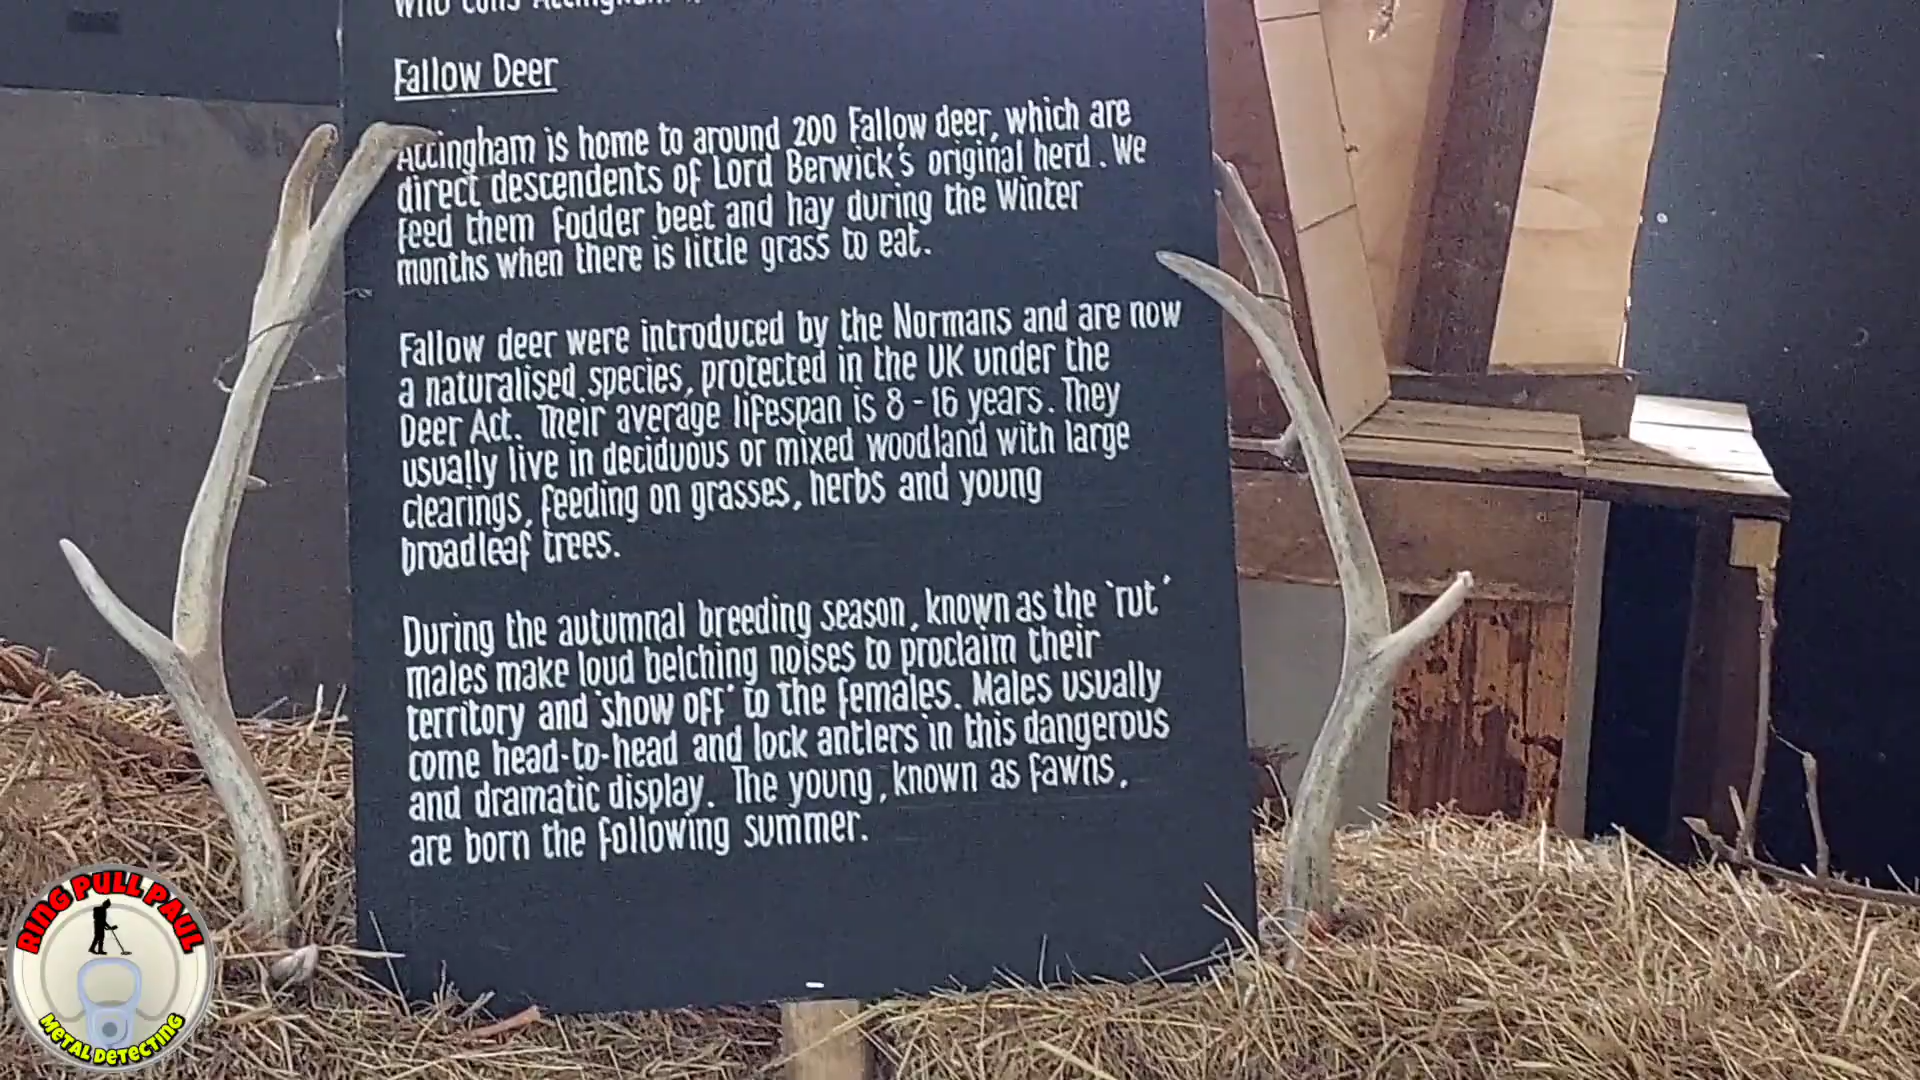 Fallow Deer
Attingham is home to around 200 Fallow deer, which are
direct descendents of Lord Berwick's original herd. We
feed them fodder beet and hay during the Winter
months when there is little grass to eat.
Fallow deer were introduced by the Normans and are now
a naturalised species, protected in the UK under the
Deer Act. Their average lifespan is 8-16 years. They
usually live in deciduous or mixed woodland with large
clearings, feeding on grasses, herbs and young
broadleaf trees.
During the autumnal breeding season, known as the 'rut'
males make loud belching noises to proclaim their
territory and 'show off' to the females. Males usually
come head-to-head and lock antlers in this dangerous
and dramatic display. The young, known as fawns,
are born the following summer.
RING PULL PAUL
METAL DETECTING